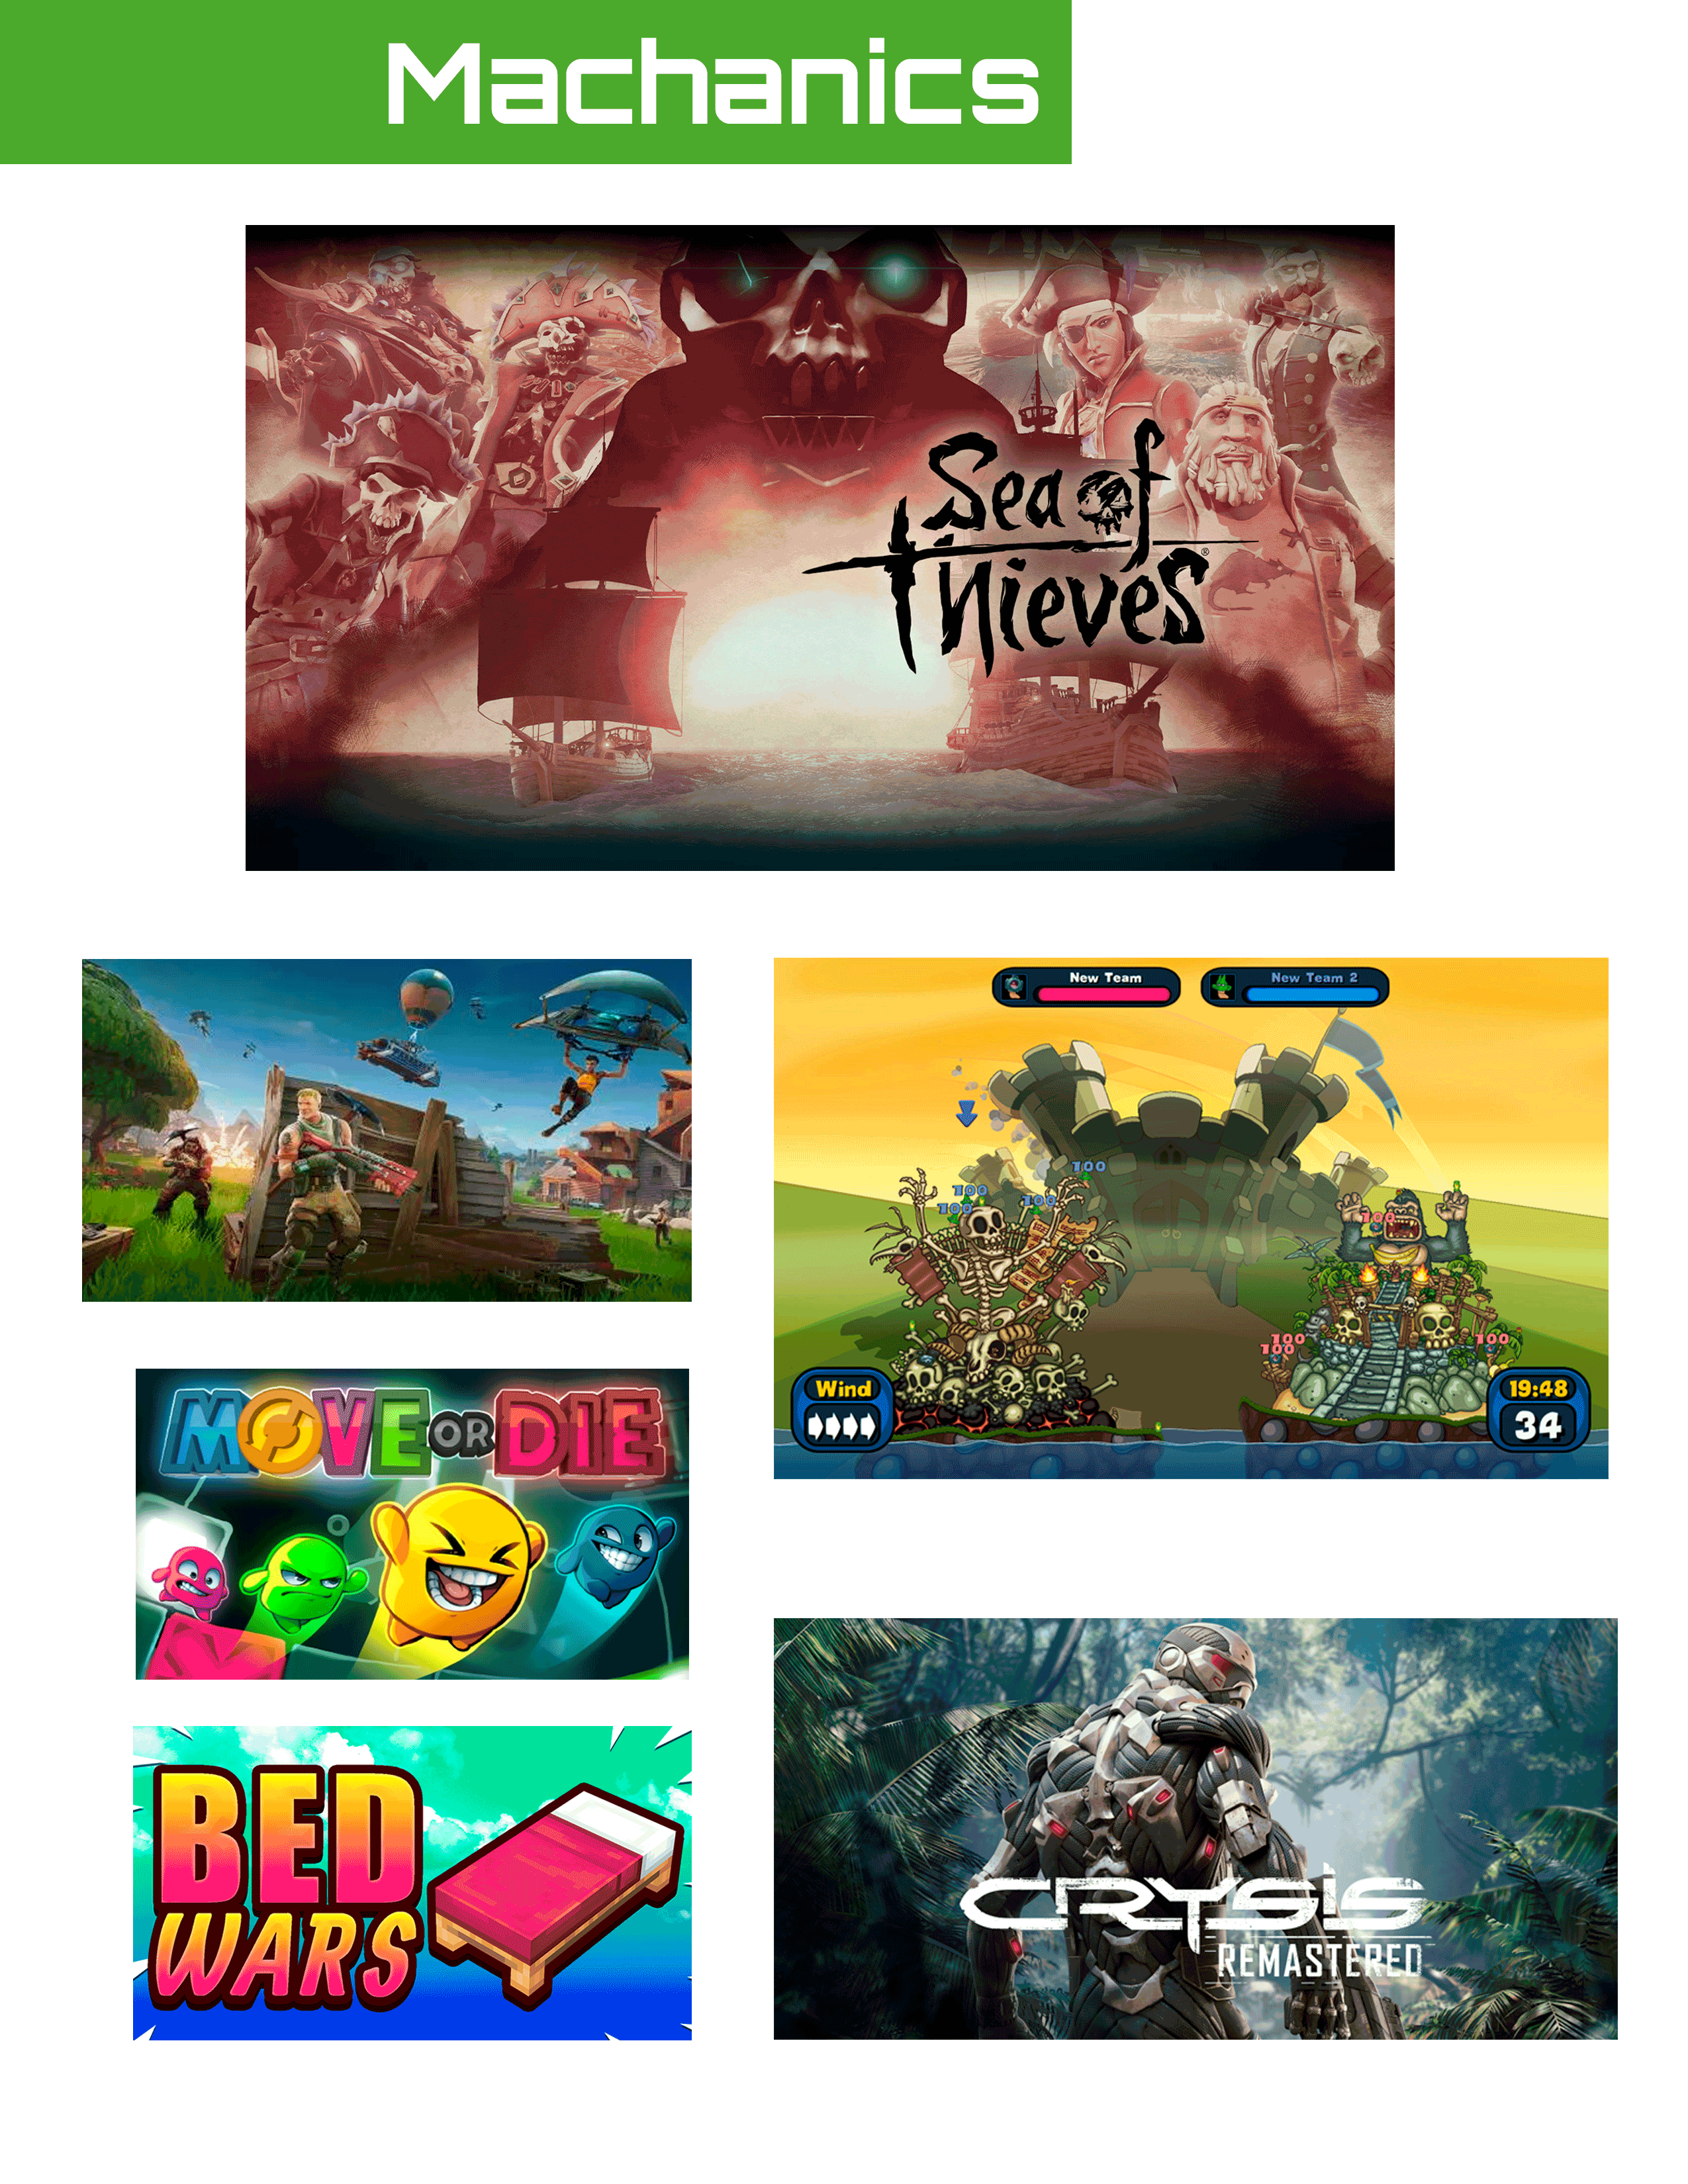 Machanics
Sea of
Thieves®
New Team
New Team 2
100
100
100
100
100
100
100
100
Wind
19:48
34
MOVE OR DIE
BED
WARS
CRYSIS
REMASTERED